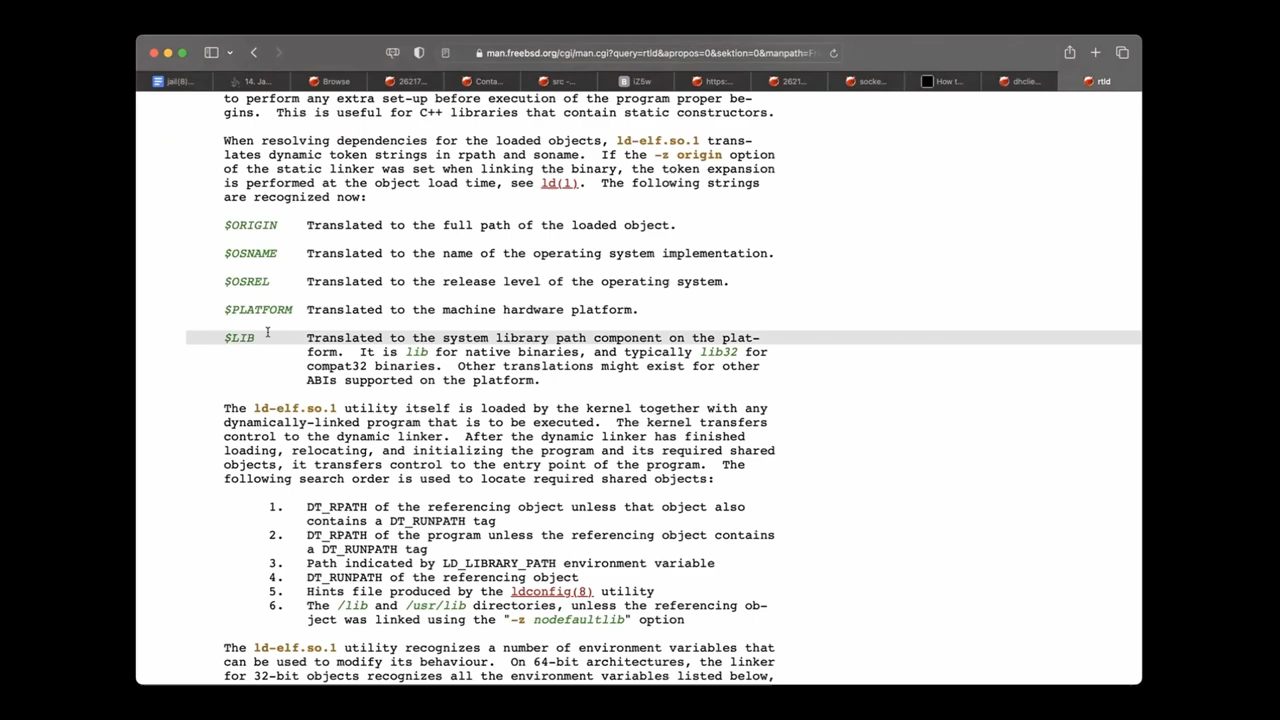 man.freebsd.org/cgi/man.cgi?query=rtld&apropos=0&sektion=0&manpath=Fr
jail(8)...
14. Ja...
Browse
26217...
Conta...
src -...
iZ5w
https:...
2621...
socke...
How t...
dhclie...
rtld
to perform any extra set-up before execution of the program proper be-
gins.  This is useful for C++ libraries that contain static constructors.
When resolving dependencies for the loaded objects, ld-elf.so.1 trans-
lates dynamic token strings in rpath and soname.  If the -z origin option
of the static linker was set when linking the binary, the token expansion
is performed at the object load time, see ld(1).  The following strings
are recognized now:
$ORIGIN    Translated to the full path of the loaded object.
$OSNAME    Translated to the name of the operating system implementation.
$OSREL     Translated to the release level of the operating system.
$PLATFORM  Translated to the machine hardware platform.
$LIB       Translated to the system library path component on the plat-
form.  It is lib for native binaries, and typically lib32 for
compat32 binaries.  Other translations might exist for other
ABIs supported on the platform.
The ld-elf.so.1 utility itself is loaded by the kernel together with any
dynamically-linked program that is to be executed.  The kernel transfers
control to the dynamic linker.  After the dynamic linker has finished
loading, relocating, and initializing the program and its required shared
objects, it transfers control to the entry point of the program.  The
following search order is used to locate required shared objects:
1.   DT_RPATH of the referencing object unless that object also
contains a DT_RUNPATH tag
2.   DT_RPATH of the program unless the referencing object contains
a DT_RUNPATH tag
3.   Path indicated by LD_LIBRARY_PATH environment variable
4.   DT_RUNPATH of the referencing object
5.   Hints file produced by the ldconfig(8) utility
6.   The /lib and /usr/lib directories, unless the referencing ob-
ject was linked using the "-z nodefaultlib" option
The ld-elf.so.1 utility recognizes a number of environment variables that
can be used to modify its behaviour.  On 64-bit architectures, the linker
for 32-bit objects recognizes all the environment variables listed below,